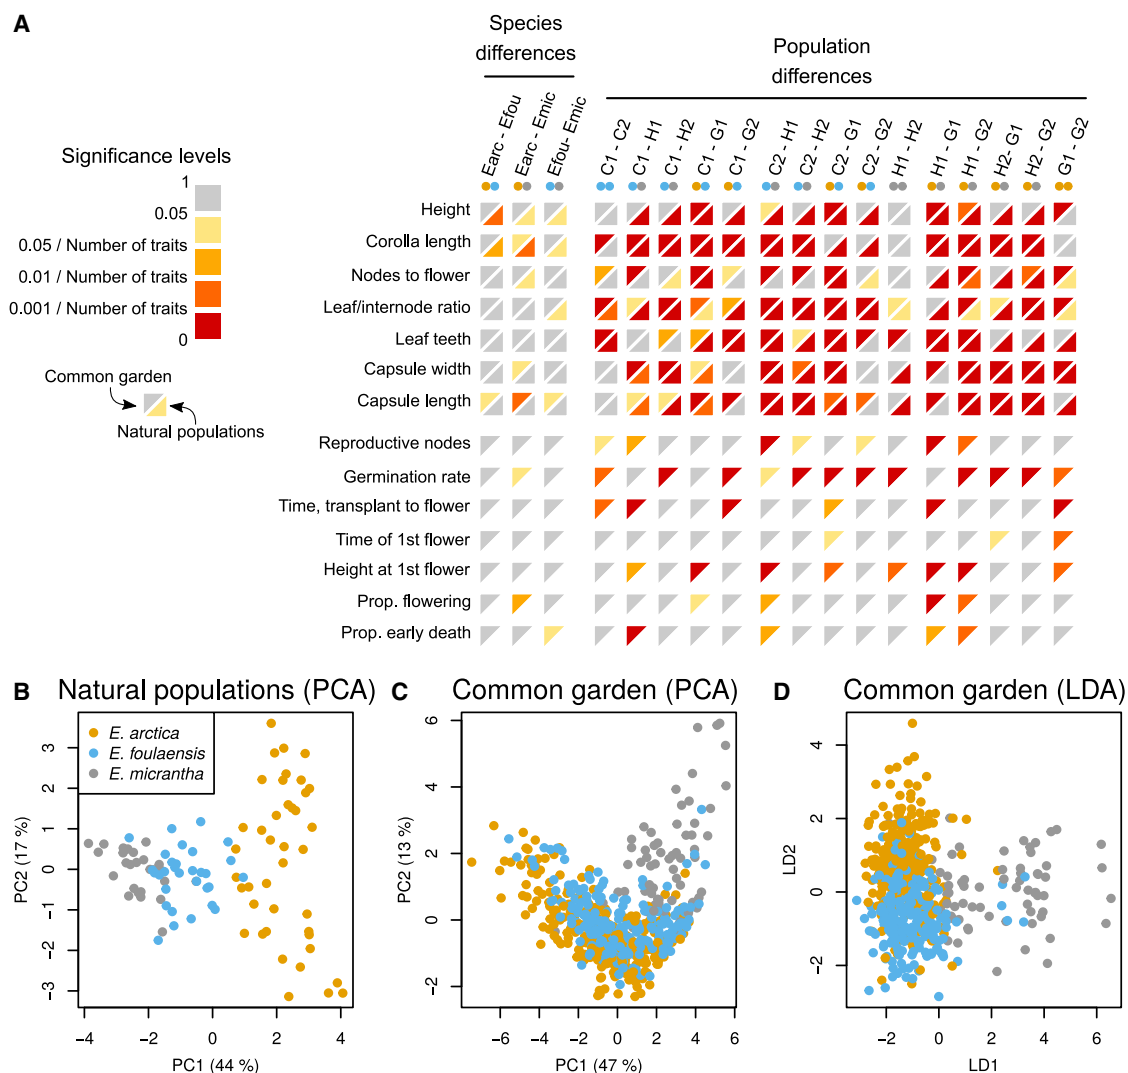 A
Species
differences
Population
differences
Earc - Efou
Earc - Emic
Efou- Emic
C1 - C2
C1 - H1
C1 - H2
C1 - G1
C1 - G2
C2 - H1
C2 - H2
C2 - G1
C2 - G2
H1 - H2
H1 - G1
H1 - G2
H2- G1
H2 - G2
G1 - G2
Significance levels
1
0.05
0.05 / Number of traits
0.01 / Number of traits
0.001 / Number of traits
0
Common garden
Natural populations
Height
Corolla length
Nodes to flower
Leaf/internode ratio
Leaf teeth
Capsule width
Capsule length
Reproductive nodes
Germination rate
Time, transplant to flower
Time of 1st flower
Height at 1st flower
Prop. flowering
Prop. early death
B Natural populations (PCA)
E. arctica
E. foulaensis
E. micrantha
PC2 (17 %)
3
2
1
0
−1
−2
−3
−4 −2 0 2 4
PC1 (44 %)
C Common garden (PCA)
PC2 (13 %)
6
4
2
0
−2
−6 −4 −2 0 2 4 6
PC1 (47 %)
D Common garden (LDA)
LD2
4
2
0
−2
−2 0 2 4 6
LD1